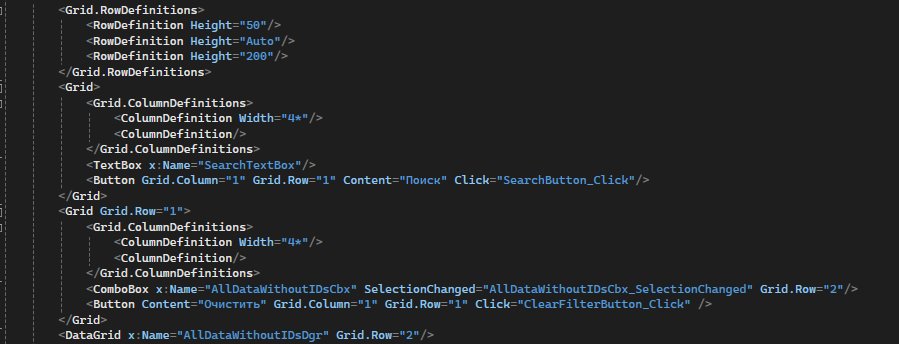 <Grid.RowDefinitions>
<RowDefinition Height="50"/>
<RowDefinition Height="Auto"/>
<RowDefinition Height="200"/>
</Grid.RowDefinitions>
<Grid>
<Grid.ColumnDefinitions>
<ColumnDefinition Width="4*"/>
<ColumnDefinition/>
</Grid.ColumnDefinitions>
<TextBox x:Name="SearchTextBox"/>
<Button Grid.Column="1" Grid.Row="1" Content="Поиск" Click="SearchButton_Click"/>
</Grid>
<Grid Grid.Row="1">
<Grid.ColumnDefinitions>
<ColumnDefinition Width="4*"/>
<ColumnDefinition/>
</Grid.ColumnDefinitions>
<ComboBox x:Name="AllDataWithoutIDsCbx" SelectionChanged="AllDataWithoutIDsCbx_SelectionChanged" Grid.Row="2"/>
<Button Content="Очистить" Grid.Column="1" Grid.Row="1" Click="ClearFilterButton_Click" />
</Grid>
<DataGrid x:Name="AllDataWithoutIDsDgr" Grid.Row="2"/>